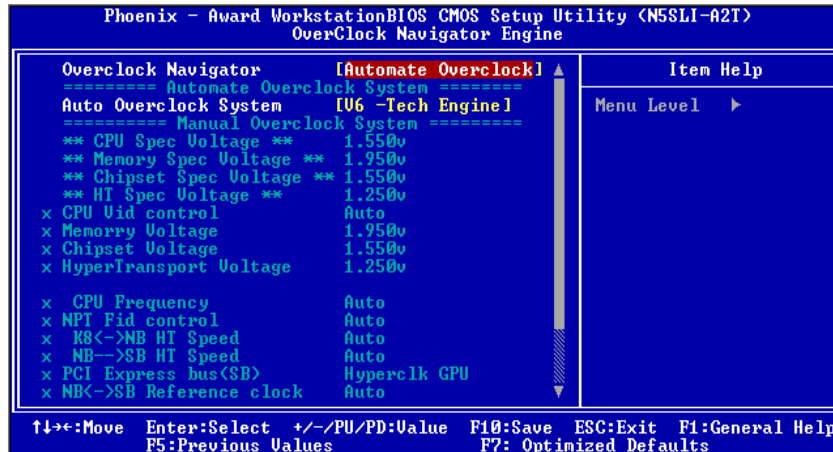 Phoenix - Award WorkstationBIOS CMOS Setup Utility (N5SLI-A2T)
OverClock Navigator Engine
Overclock Navigator [Automate Overclock]
========= Automate Overclock System ========
Auto Overclock System [V6 -Tech Engine]
========== Manual Overclock System =========
** CPU Spec Voltage ** 1.550v
** Memory Spec Voltage ** 1.950v
** Chipset Spec Voltage ** 1.550v
** HT Spec Voltage ** 1.250v
x CPU Vid control Auto
x Memorry Voltage 1.950v
x Chipset Voltage 1.550v
x HyperTransport Voltage 1.250v
x CPU Frequency Auto
x NPT Fid control Auto
x K8<->NB HT Speed Auto
x NB-->SB HT Speed Auto
x PCI Express bus(SB) Hyperclk GPU
x NB<->SB Reference clock Auto
Item Help
Menu Level ▶
↑↓→←:Move Enter:Select +/-/PU/PD:Value F10:Save ESC:Exit F1:General Help
F5:Previous Values F7: Optimized Defaults